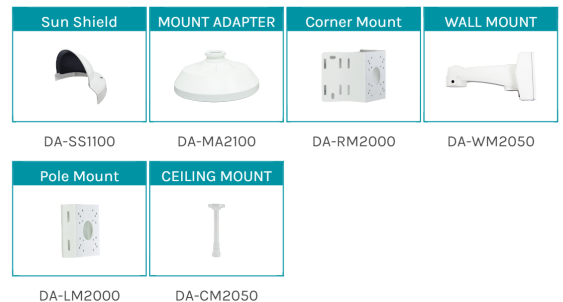 Sun Shield
MOUNT ADAPTER
Corner Mount
WALL MOUNT
DA-SS1100
DA-MA2100
DA-RM2000
DA-WM2050
Pole Mount
CEILING MOUNT
DA-LM2000
DA-CM2050